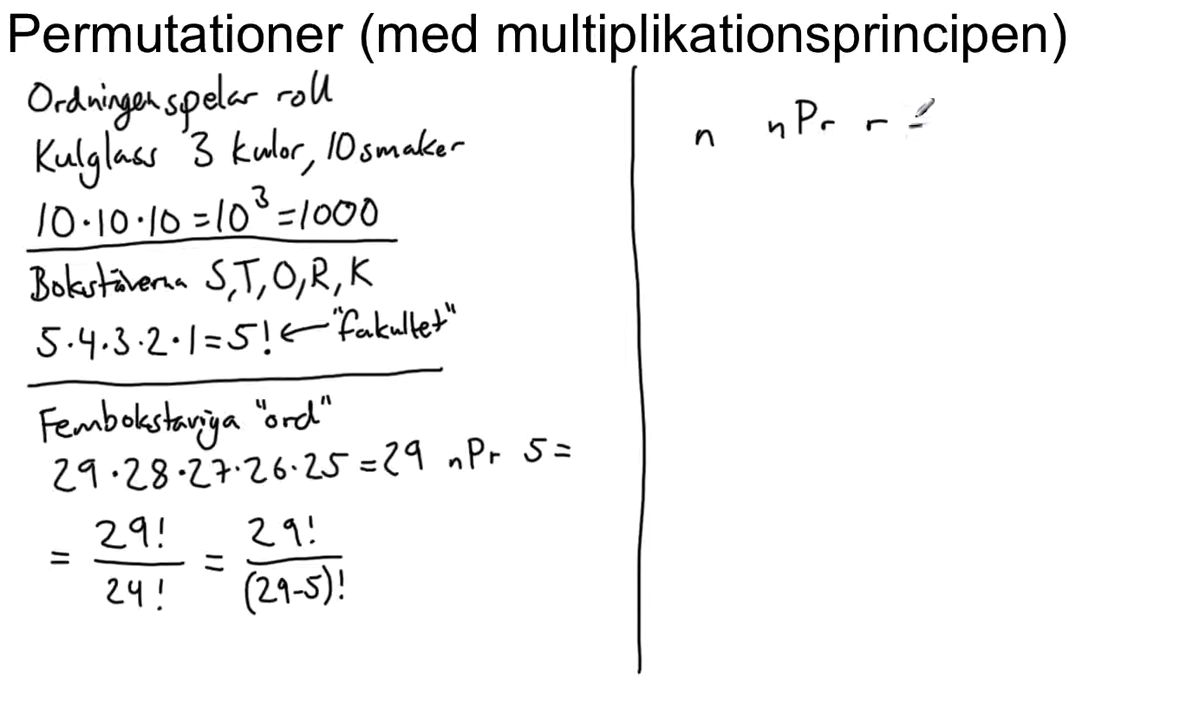 Permutationer (med multiplikationsprincipen)
Ordningen spelar roll
Kulglass 3 kulor, 10 smaker
10·10·10=10³=1000
Bokstäverna S,T,O,R,K
5·4·3·2·1=5!←"fakultet"
Fembokstaviga "ord"
29·28·27·26·25=29 nPr 5=
= 29!/24! = 29!/(29-5)!
n nPr r =